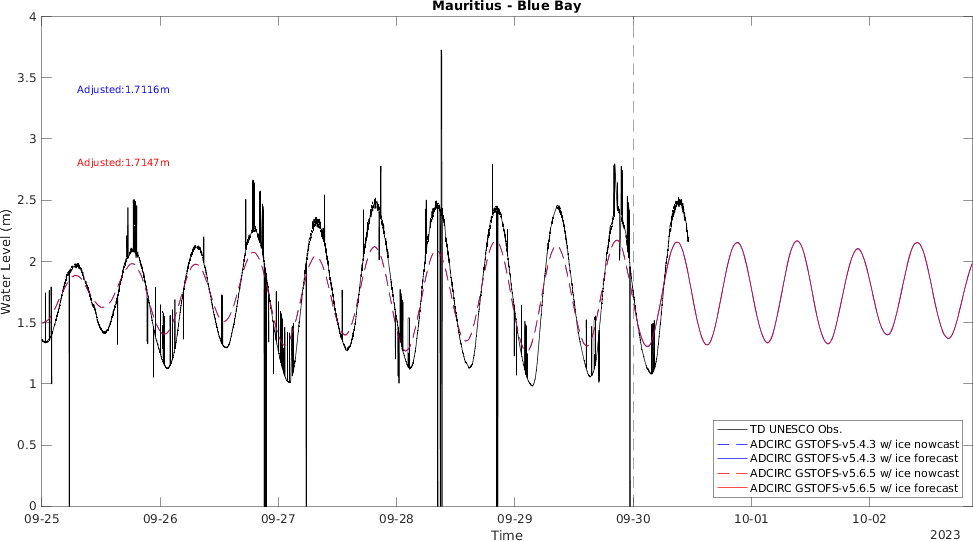 Mauritius - Blue Bay
4
3.5
3
2.5
2
1.5
1
0.5
0
Water Level (m)
Adjusted:1.7116m
Adjusted:1.7147m
TD UNESCO Obs.
ADCIRC GSTOFS-v5.4.3 w/ ice nowcast
ADCIRC GSTOFS-v5.4.3 w/ ice forecast
ADCIRC GSTOFS-v5.6.5 w/ ice nowcast
ADCIRC GSTOFS-v5.6.5 w/ ice forecast
09-25 09-26 09-27 09-28 09-29 09-30 10-01 10-02
Time
2023